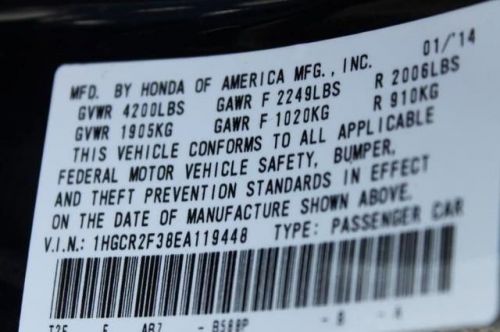 01/'14
MFD. BY HONDA OF AMERICA MFG., INC.
GVWR 4200LBS GAWR F 2249LBS R 2006LBS
GVWR 1905KG GAWR F 1020KG R 910KG
THIS VEHICLE CONFORMS TO ALL APPLICABLE
FEDERAL MOTOR VEHICLE SAFETY, BUMPER,
AND THEFT PREVENTION STANDARDS IN EFFECT
ON THE DATE OF MANUFACTURE SHOWN ABOVE.
V.I.N.: 1HGCR2F38EA119448 TYPE: PASSENGER CAR